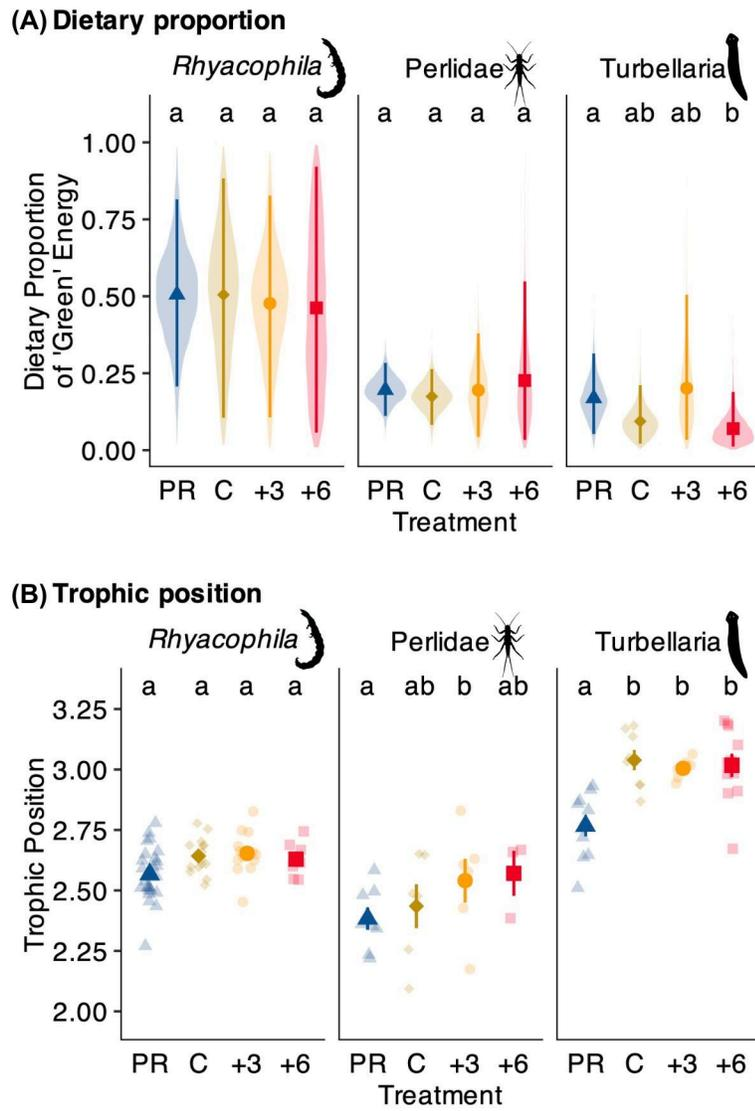 (A) Dietary proportion
Rhyacophila Perlidae Turbellaria
a a a a a a a a a ab ab b
1.00
0.75
0.50
0.25
0.00
Dietary Proportion
of 'Green' Energy
PR C +3 +6 PR C +3 +6 PR C +3 +6
Treatment
(B) Trophic position
Rhyacophila Perlidae Turbellaria
a a a a a ab b ab a b b b
3.25
3.00
2.75
2.50
2.25
2.00
Trophic Position
PR C +3 +6 PR C +3 +6 PR C +3 +6
Treatment